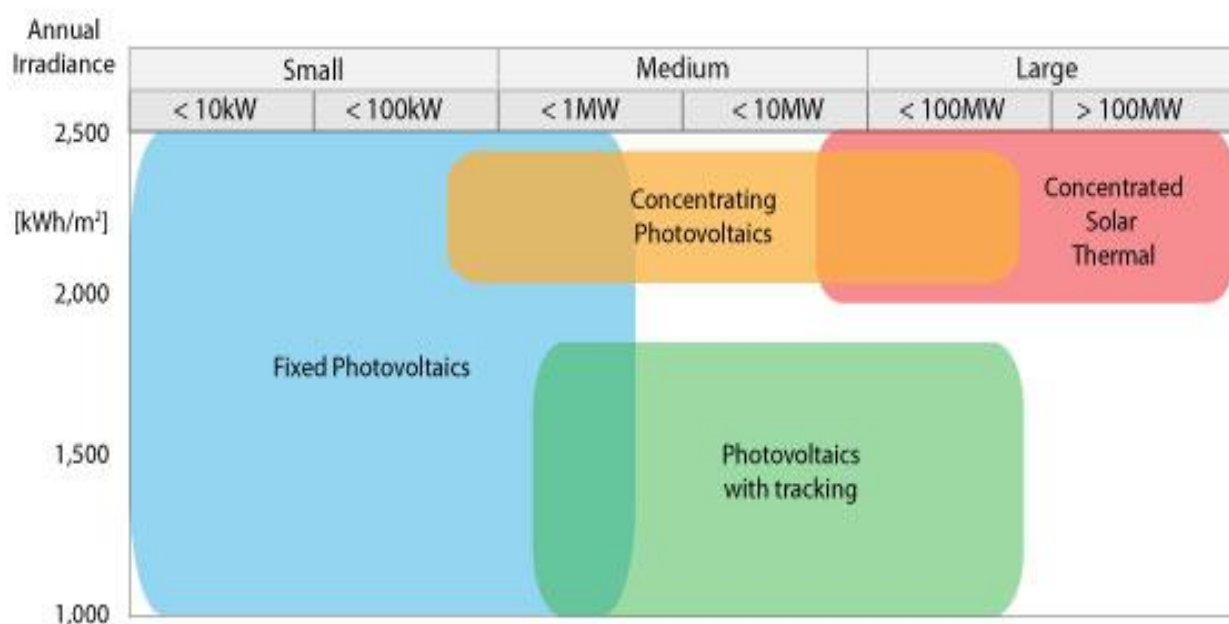 Annual
Irradiance
Small Medium Large
< 10kW < 100kW < 1MW < 10MW < 100MW > 100MW
2,500
[kWh/m²]
2,000
1,500
1,000
Concentrating
Photovoltaics
Concentrated
Solar
Thermal
Fixed Photovoltaics
Photovoltaics
with tracking